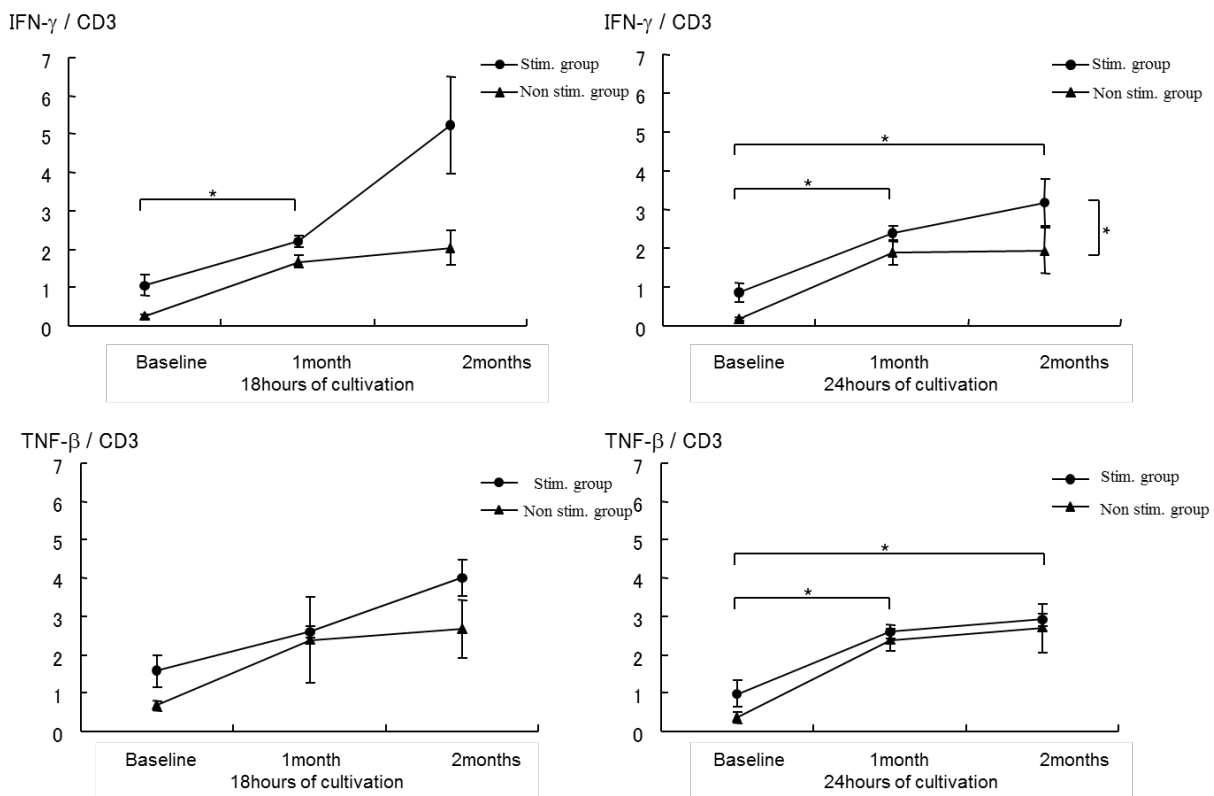 IFN-γ / CD3
7
6
5
4
3
2
1
0
Stim. group
Non stim. group
*
Baseline 1month 2months
18hours of cultivation
IFN-γ / CD3
7
6
5
4
3
2
1
0
Stim. group
Non stim. group
*
*
*
Baseline 1month 2months
24hours of cultivation
TNF-β / CD3
7
6
5
4
3
2
1
0
Stim. group
Non stim. group
Baseline 1month 2months
18hours of cultivation
TNF-β / CD3
7
6
5
4
3
2
1
0
Stim. group
Non stim. group
*
*
Baseline 1month 2months
24hours of cultivation